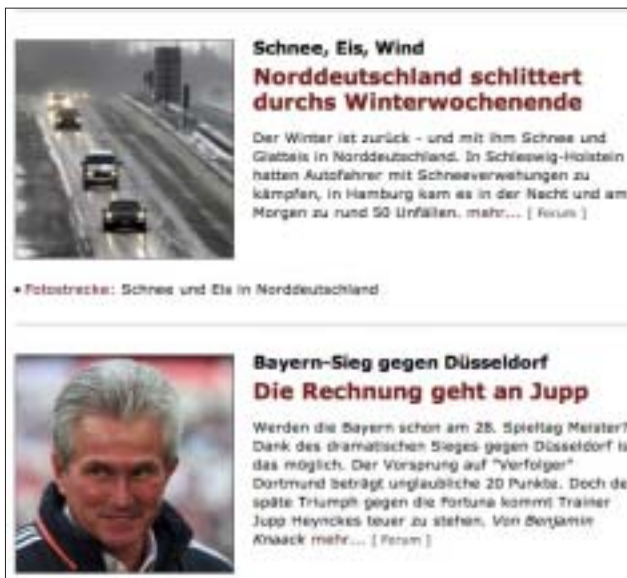 Schnee, Eis, Wind
Norddeutschland schlittert
durchs Winterwochenende
Der Winter ist zurück - und mit ihm Schnee und
Glatteis in Norddeutschland. In Schleswig-Holstein
hatten Autofahrer mit Schneeverwehungen zu
kämpfen, in Hamburg kam es in der Nacht und am
Morgen zu rund 50 Unfällen. mehr... [ Forum ]
• Fotostrecke: Schnee und Eis in Norddeutschland
Bayern-Sieg gegen Düsseldorf
Die Rechnung geht an Jupp
Werden die Bayern schon am 28. Spieltag Meister?
Dank des dramatischen Sieges gegen Düsseldorf is
das möglich. Der Vorsprung auf "Verfolger"
Dortmund beträgt unglaubliche 20 Punkte. Doch de
späte Triumph gegen die Fortuna kommt Trainer
Jupp Heynckes teuer zu stehen. Von Benjamin
Knaack mehr... [ Forum ]